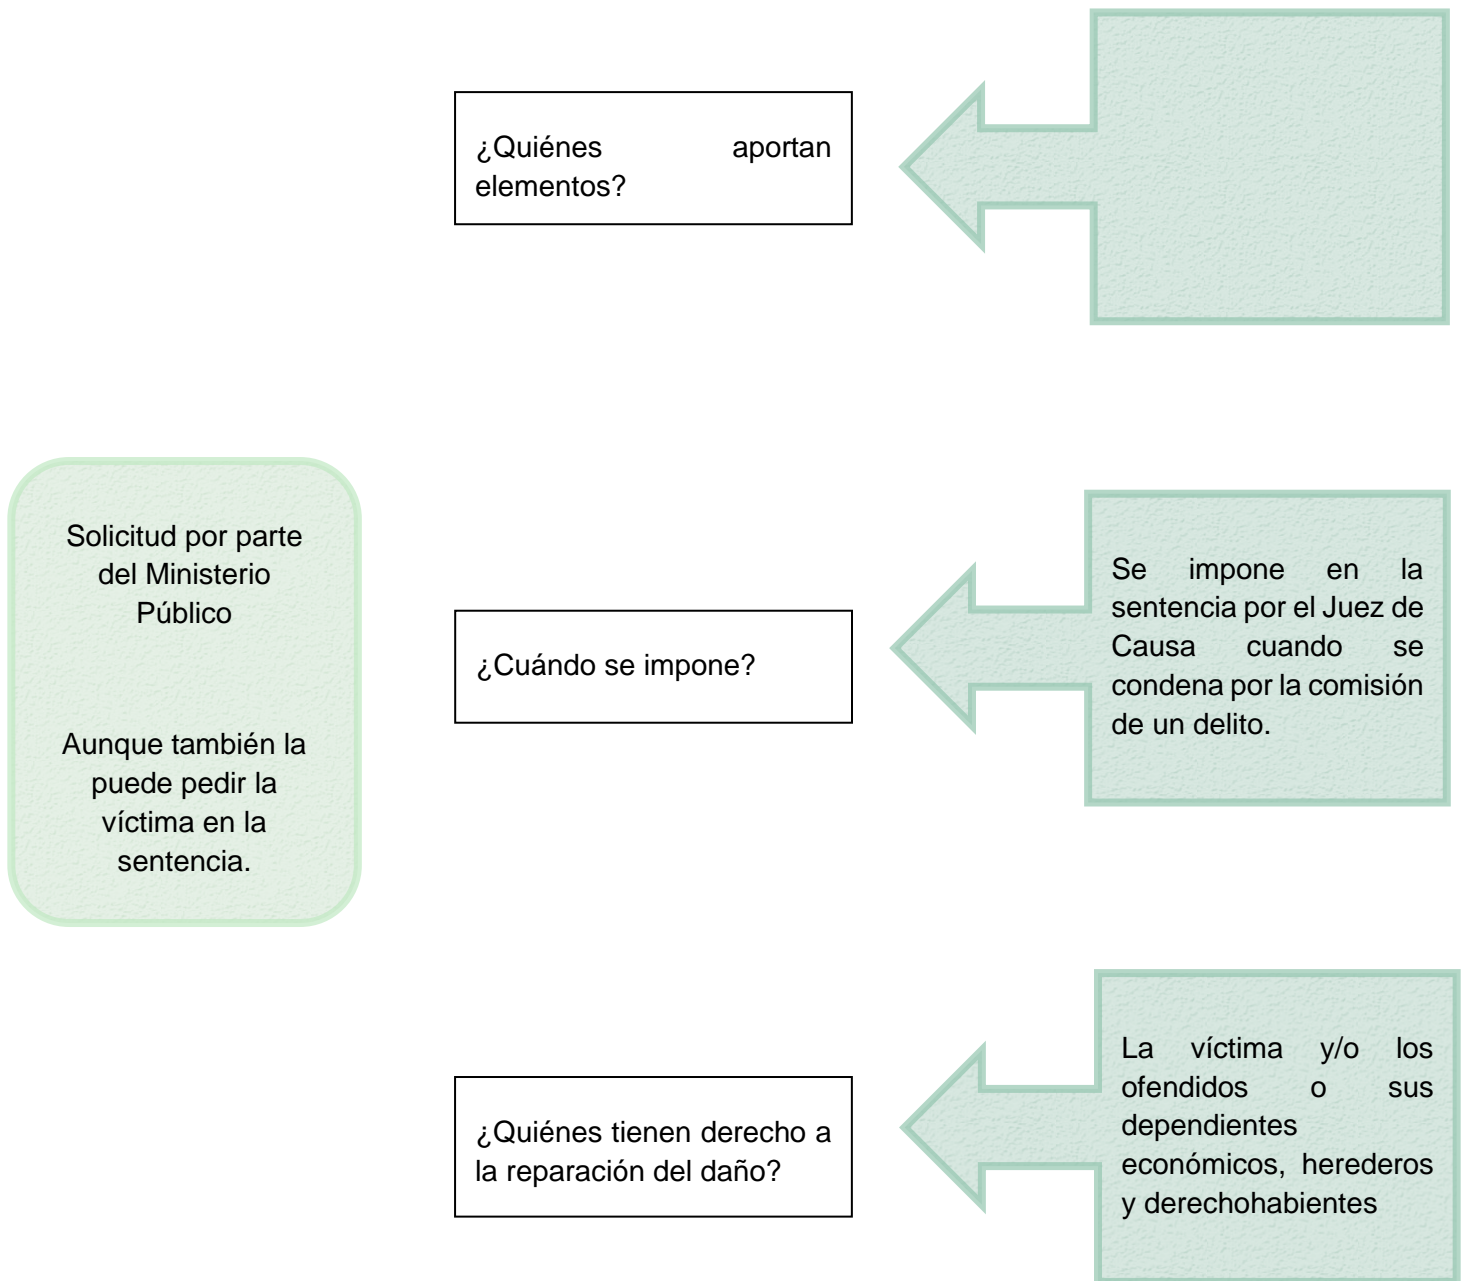 ¿Quiénes aportan
elementos?
Solicitud por parte
del Ministerio
Público
Aunque también la
puede pedir la
víctima en la
sentencia.
¿Cuándo se impone?
Se impone en la
sentencia por el Juez de
Causa cuando se
condena por la comisión
de un delito.
¿Quiénes tienen derecho a
la reparación del daño?
La víctima y/o los
ofendidos o sus
dependientes
económicos, herederos
y derechohabientes